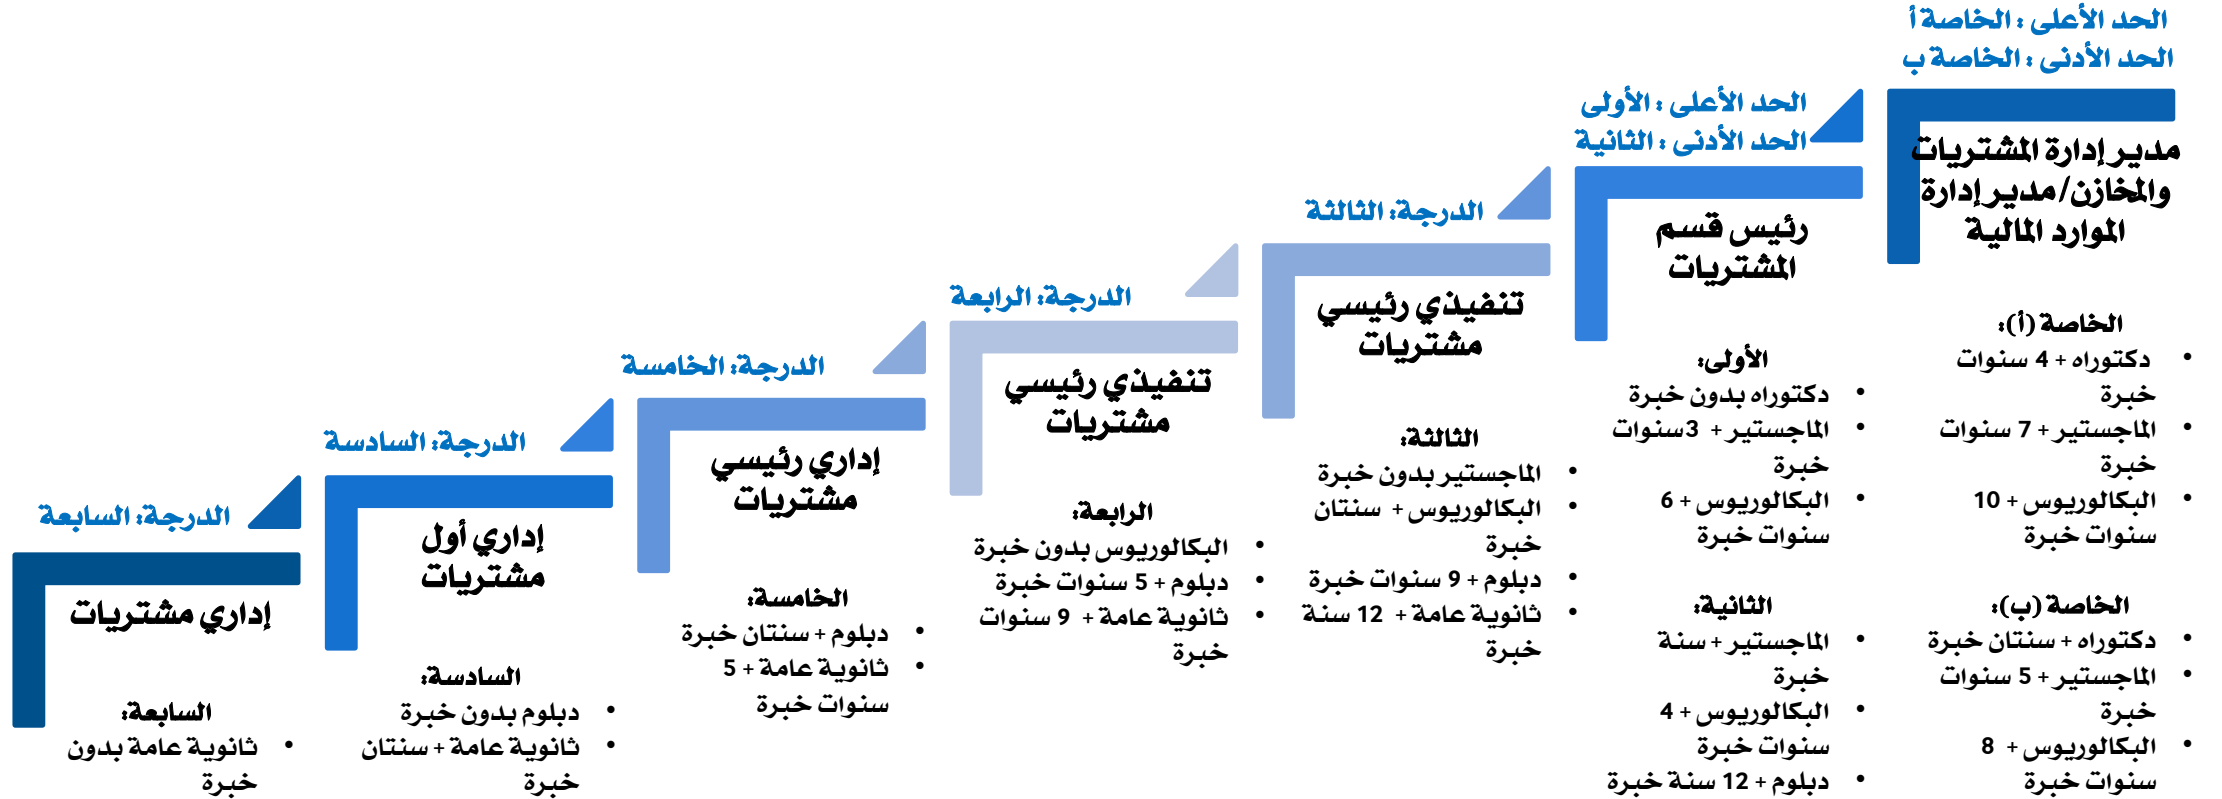 الحد الأعلى : الخاصة أ
الحد الأدنى : الخاصة ب
مدير إدارة المشتريات
والمخازن/مدير إدارة
الموارد المالية
الخاصة (أ):
• دكتوراه + 4 سنوات
خبرة
• الماجستير + 7 سنوات
خبرة
• البكالوريوس + 10
سنوات خبرة
الخاصة (ب):
• دكتوراه + سنتان خبرة
• الماجستير + 5 سنوات
خبرة
• البكالوريوس + 8
سنوات خبرة
الحد الأعلى : الأولى
الحد الأدنى : الثانية
رئيس قسم
المشتريات
الأولى:
• دكتوراه بدون خبرة
• الماجستير + 3سنوات
خبرة
• البكالوريوس + 6
سنوات خبرة
الثانية:
• الماجستير + سنة
خبرة
• البكالوريوس + 4
سنوات خبرة
• دبلوم + 12 سنة خبرة
الدرجة: الثالثة
تنفيذي رئيسي
مشتريات
الثالثة:
• الماجستير بدون خبرة
• البكالوريوس + سنتان
خبرة
• دبلوم + 9 سنوات خبرة
• ثانوية عامة + 12 سنة
خبرة
الدرجة: الرابعة
تنفيذي رئيسي
مشتريات
الرابعة:
• البكالوريوس بدون خبرة
• دبلوم + 5 سنوات خبرة
• ثانوية عامة + 9 سنوات
خبرة
الدرجة: الخامسة
إداري رئيسي
مشتريات
الخامسة:
• دبلوم + سنتان خبرة
• ثانوية عامة + 5
سنوات خبرة
الدرجة: السادسة
إداري أول
مشتريات
السادسة:
• دبلوم بدون خبرة
• ثانوية عامة + سنتان
خبرة
الدرجة: السابعة
إداري مشتريات
السابعة:
• ثانوية عامة بدون
خبرة